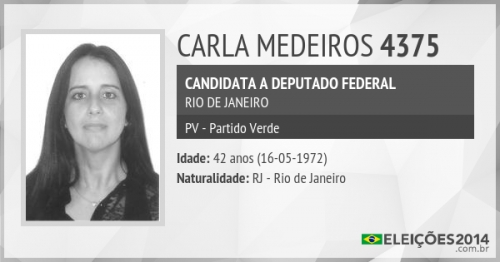 CARLA MEDEIROS 4375
CANDIDATA A DEPUTADO FEDERAL
RIO DE JANEIRO
PV - Partido Verde
Idade: 42 anos (16-05-1972)
Naturalidade: RJ - Rio de Janeiro
ELEIÇÕES2014
.com.br